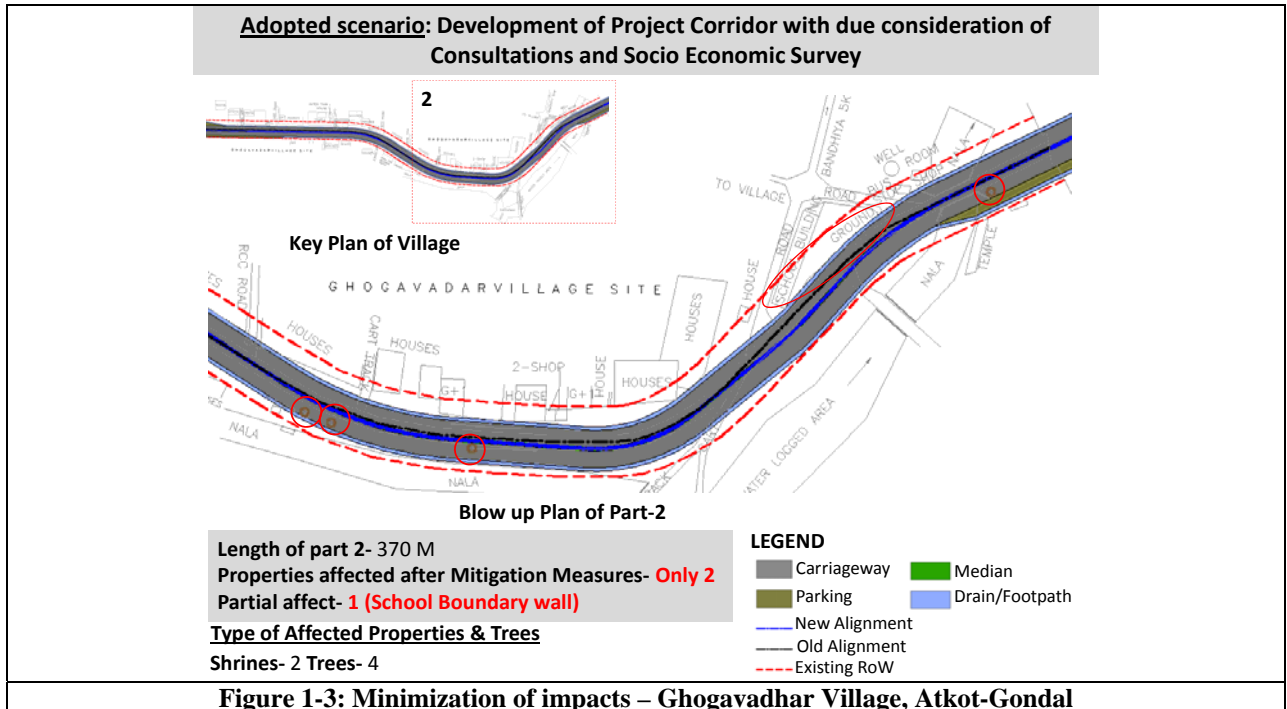 Adopted scenario: Development of Project Corridor with due consideration of
Consultations and Socio Economic Survey
2
Key Plan of Village
GHOGAVADARVILLAGE SITE
RCC ROAD
HOUSES
CART TRACK
HOUSES
G+
2-SHOP
HOUSE
G+1
HOUSE
HOUSES
HOUSES
HOUSE
ROAD
SCHOOL BUILDING
GROUND
TO VILLAGE
ROAD
BANDHIYA
BUS
WELL
ROOM
NALA
TEMPLE
NALA
NALA
NALA
WATER LOGGED AREA
Blow up Plan of Part-2
Length of part 2- 370 M
Properties affected after Mitigation Measures- Only 2
Partial affect- 1 (School Boundary wall)
Type of Affected Properties & Trees
Shrines- 2 Trees- 4
LEGEND
Carriageway Median
Parking Drain/Footpath
New Alignment
Old Alignment
Existing RoW
Figure 1-3: Minimization of impacts – Ghogavadhar Village, Atkot-Gondal